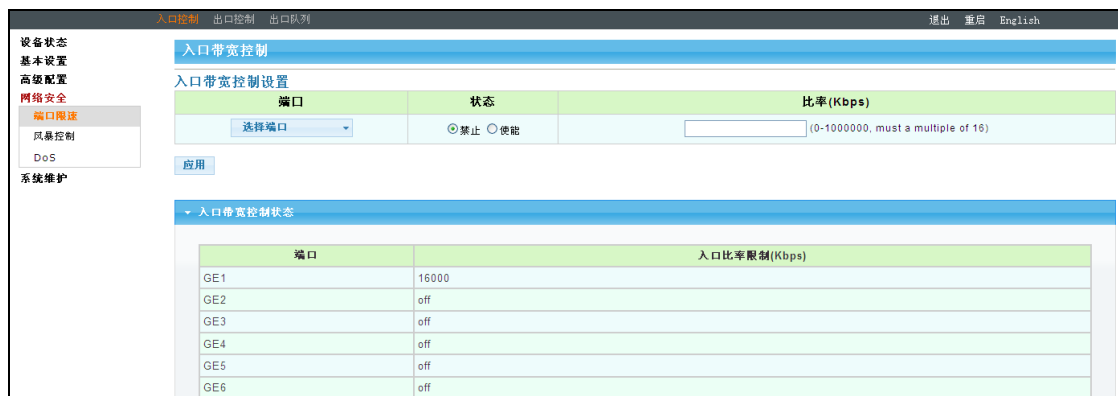 入口控制 出口控制 出口队列 退出 重启 English
设备状态
基本设置
高级配置
网络安全
端口限速
风暴控制
DoS
系统维护
入口带宽控制
入口带宽控制设置
端口 状态 比率(Kbps)
选择端口 禁止 使能 (0-1000000, must a multiple of 16)
应用
入口带宽控制状态
端口 入口比率限制(Kbps)
GE1 16000
GE2 off
GE3 off
GE4 off
GE5 off
GE6 off